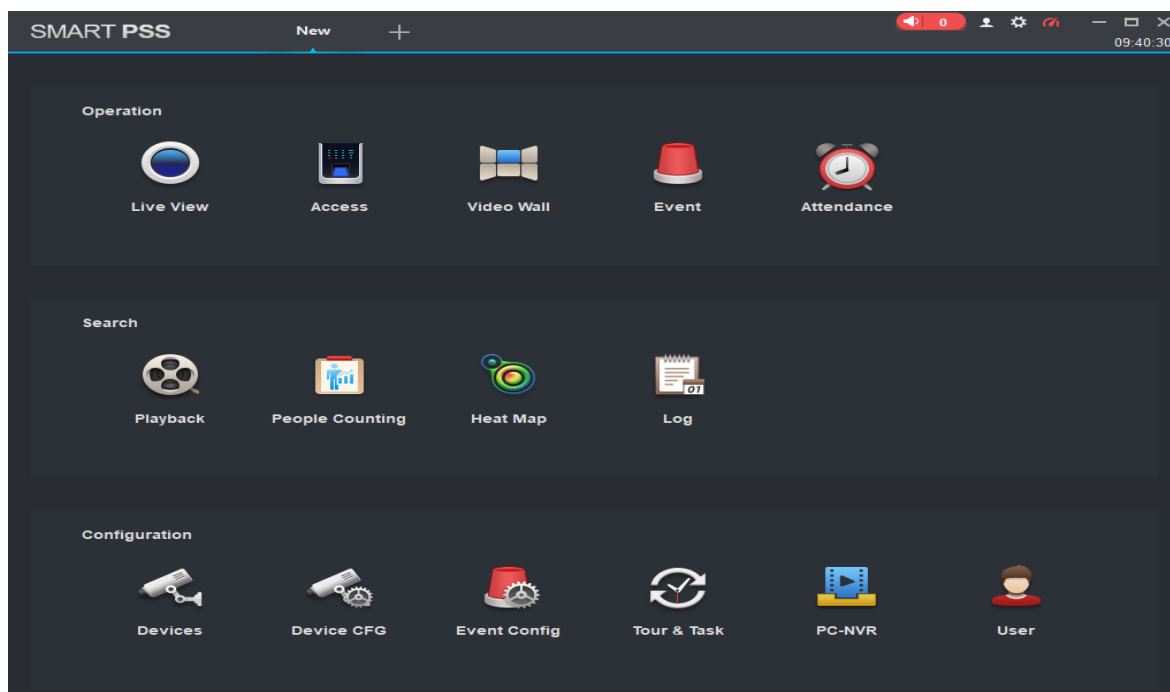 SMART PSS New + 0
09:40:30
Operation
Live View Access Video Wall Event Attendance
Search
Playback People Counting Heat Map Log
01
Configuration
Devices Device CFG Event Config Tour & Task PC-NVR User